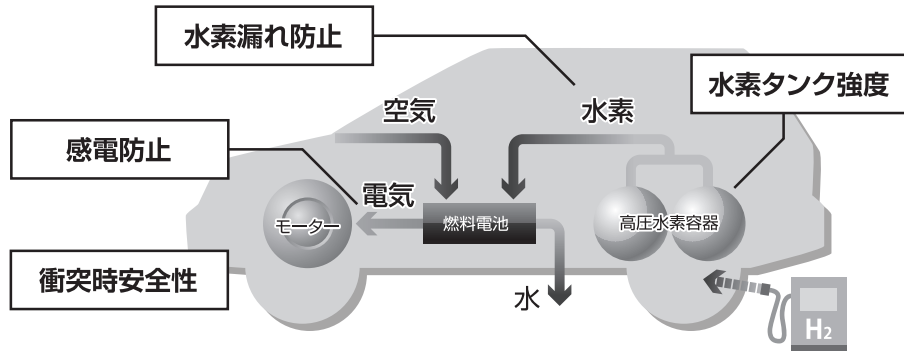 水素漏れ防止
水素タンク強度
空気
水素
感電防止
電気
モーター
燃料電池
高圧水素容器
衝突時安全性
水
H2